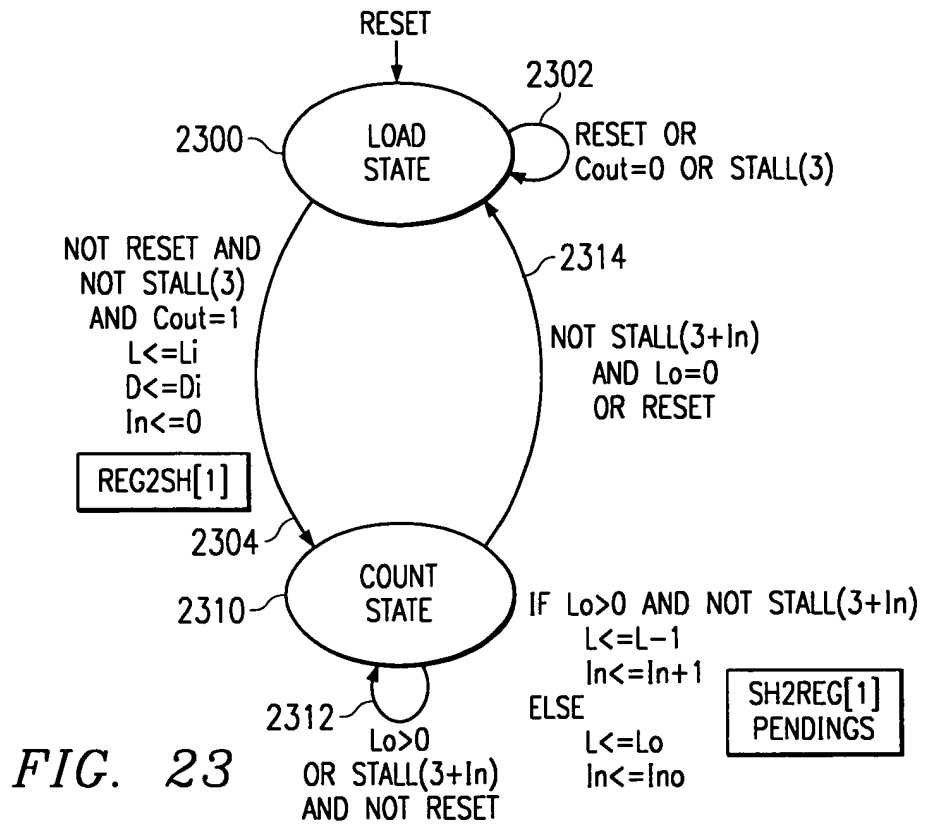 RESET
2302
2300
LOAD
STATE
RESET OR
Cout=0 OR STALL(3)
NOT RESET AND
NOT STALL(3)
AND Cout=1
L<=Li
D<=Di
In<=0
2314
NOT STALL(3+In)
AND Lo=0
OR RESET
REG2SH[1]
2304
2310
COUNT
STATE
IF Lo>0 AND NOT STALL(3+In)
L<=L-1
In<=In+1
ELSE
L<=Lo
In<=Ino
SH2REG[1]
PENDINGS
2312
Lo>0
OR STALL(3+In)
AND NOT RESET
FIG. 23